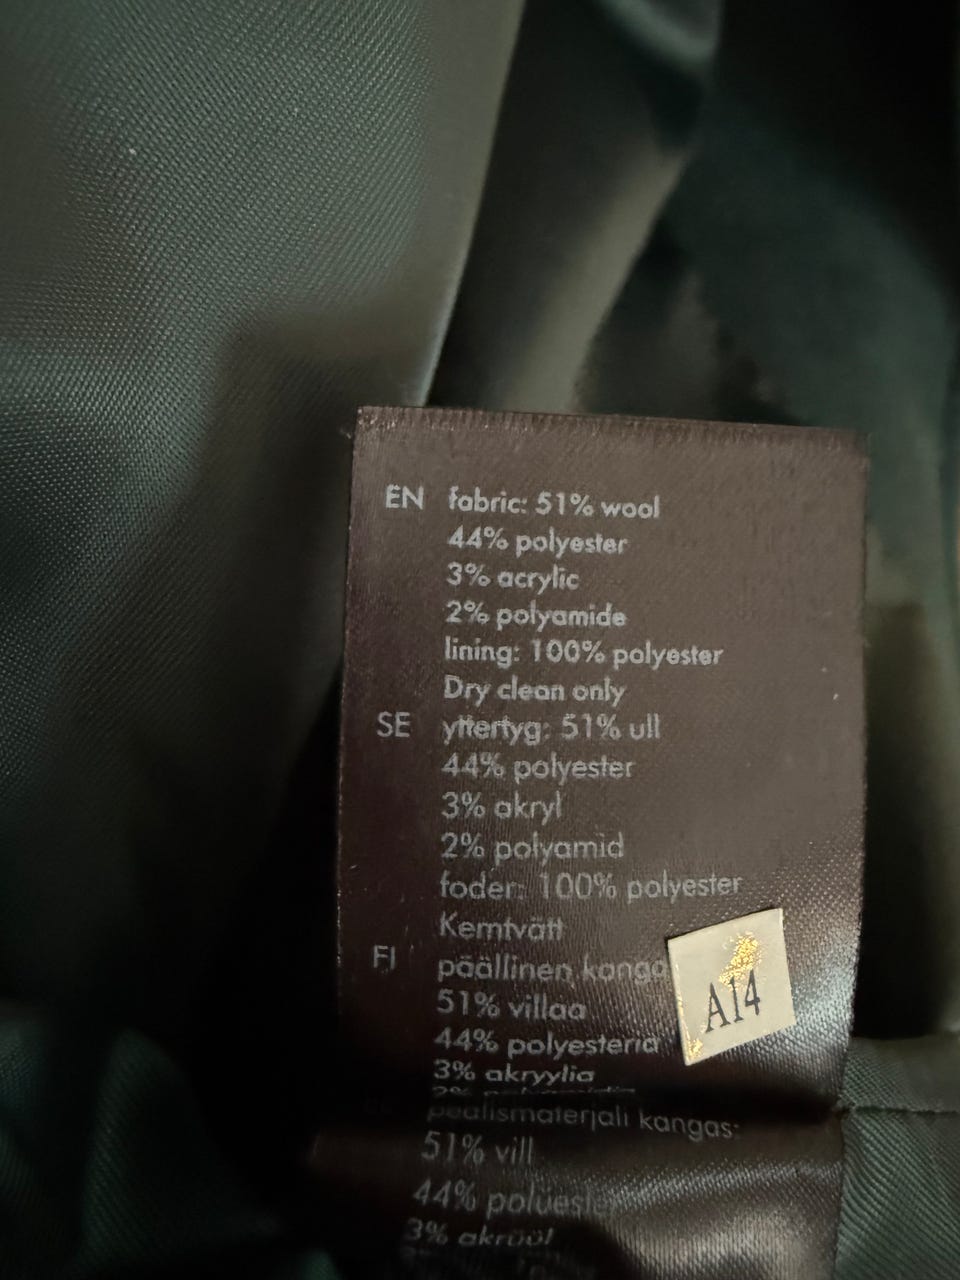 EN fabric: 51% wool
44% polyester
3% acrylic
2% polyamide
lining: 100% polyester
Dry clean only
SE yttertyg: 51% ull
44% polyester
3% akryl
2% polyamid
foder: 100% polyester
Kemtvätt
FI päällinen
51% villaa
44% polyesteria
3% akryylia
A14
pealismaterjali kangas:
51% vill
44%
3% akrüül